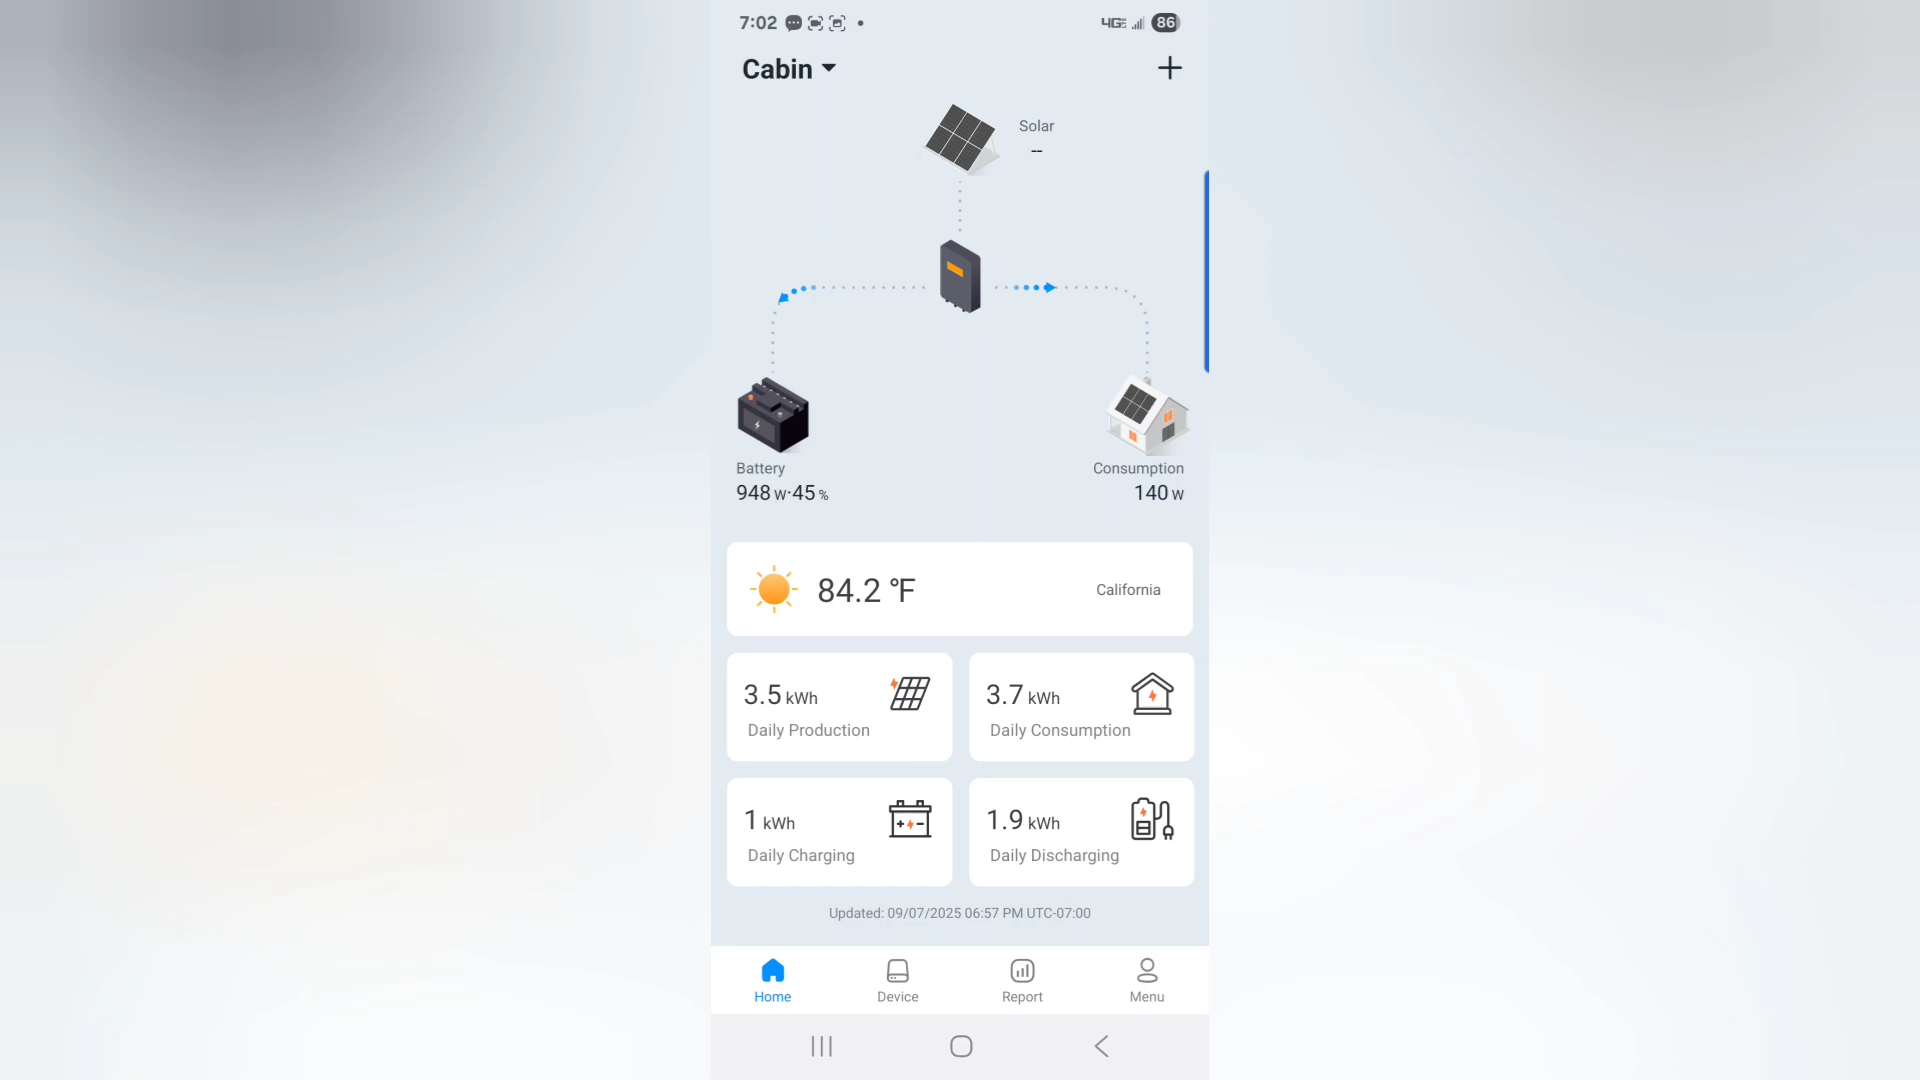 7:02
4G
86
Cabin
Solar
--
Battery
948 W·45 %
Consumption
140 W
84.2 °F
California
3.5 kWh
Daily Production
3.7 kWh
Daily Consumption
1 kWh
Daily Charging
1.9 kWh
Daily Discharging
Updated: 09/07/2025 06:57 PM UTC-07:00
Home
Device
Report
Menu